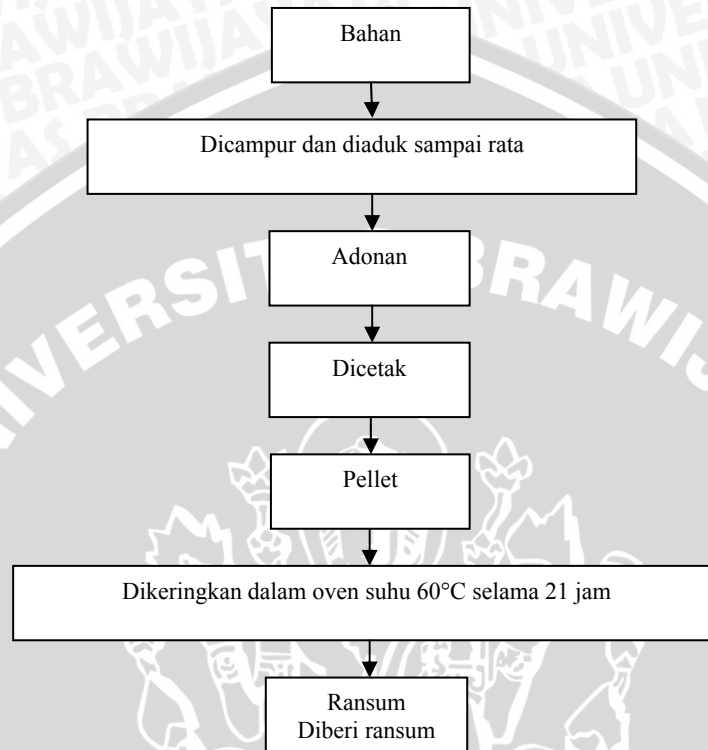 Bahan
Dicampur dan diaduk sampai rata
Adonan
Dicetak
Pellet
Dikeringkan dalam oven suhu 60°C selama 21 jam
Ransum
Diberi ransum